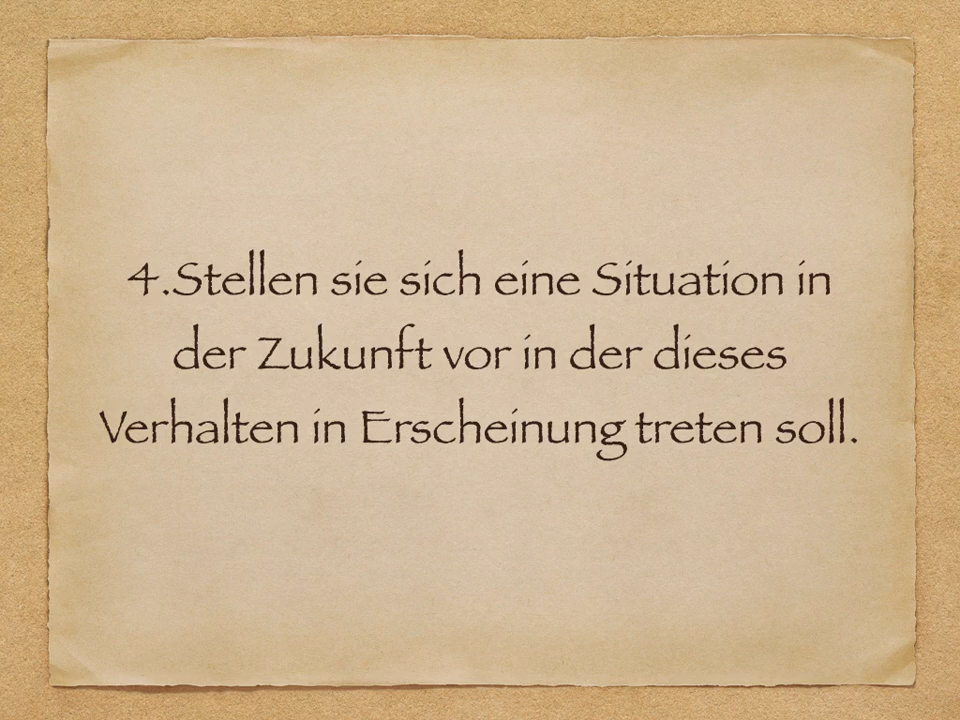 4.Stellen sie sich eine Situation in
der Zukunft vor in der dieses
Verhalten in Erscheinung treten soll.